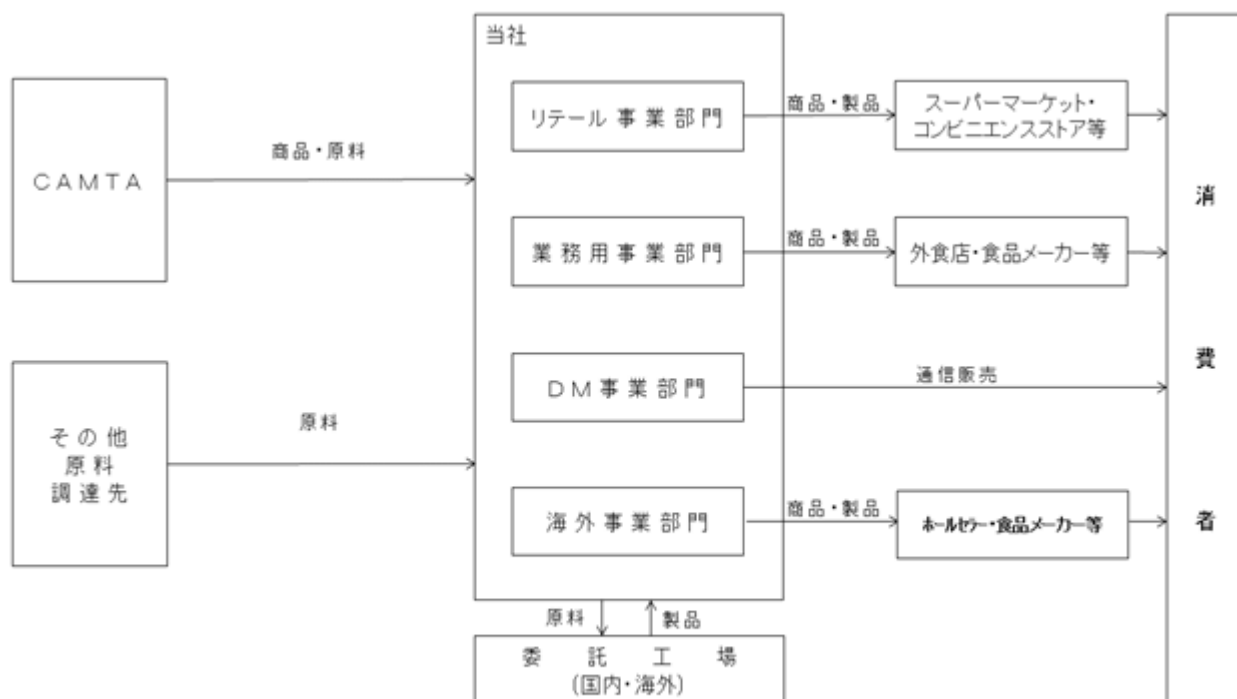 当社
リテール事業部門
商品・製品
スーパーマーケット・
コンビニエンスストア等
商品・原料
CAMTA
業務用事業部門
商品・製品
外食店・食品メーカー等
DM事業部門
通信販売
その他
原料
調達先
原料
海外事業部門
商品・製品
ホールセラー・食品メーカー等
消費者
原料
製品
委託工場
(国内・海外)